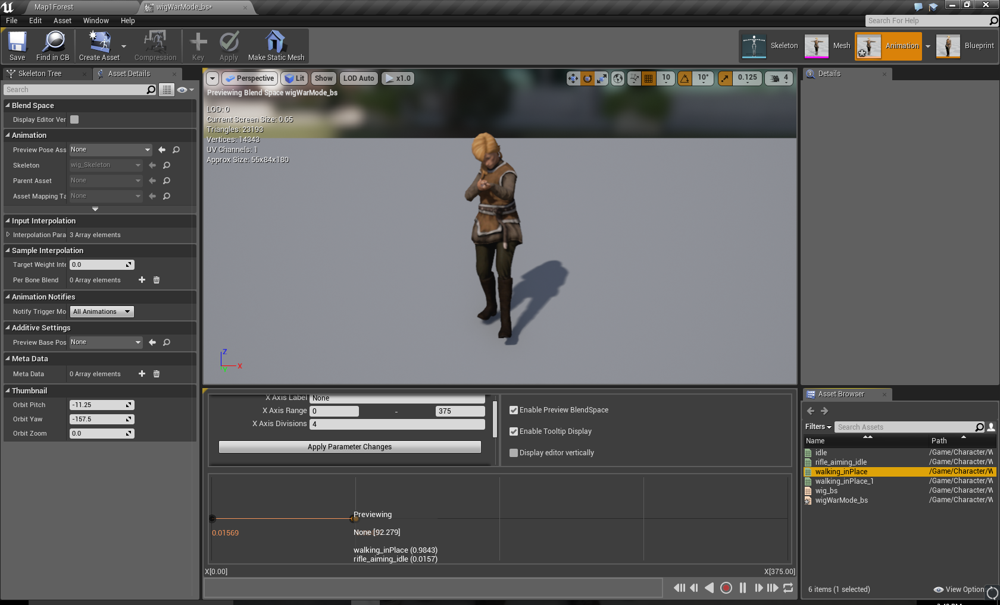 Map1Forest
wigWarMode_bs*
File Edit Asset Window Help
Search For Help
Save
Find in CB
Create Asset
Compression
Key
Apply
Make Static Mesh
Skeleton
Mesh
Animation
Blueprint
Skeleton Tree
Asset Details
Search
Blend Space
Display Editor Ver
Animation
Preview Pose Ass None
Skeleton wig_Skeleton
Parent Asset None
Asset Mapping Ta None
Input Interpolation
Interpolation Para 3 Array elements
Sample Interpolation
Target Weight Inte 0.0
Per Bone Blend 0 Array elements
Animation Notifies
Notify Trigger Mo All Animations
Additive Settings
Preview Base Pos None
Meta Data
Meta Data 0 Array elements
Thumbnail
Orbit Pitch -11.25
Orbit Yaw -157.5
Orbit Zoom 0.0
Perspective Lit Show LOD Auto x1.0
10 10° 0.125 4
Previewing Blend Space wigWarMode_bs
LOD: 0
Current Screen Size: 0.65
Triangles: 23193
Vertices: 14343
UV Channels: 1
Approx Size: 55x84x180
Z
X
Y
X Axis Label None
X Axis Range 0 - 375
X Axis Divisions 4
Apply Parameter Changes
Enable Preview BlendSpace
Enable Tooltip Display
Display editor vertically
Previewing
None [92.279]
0.01569
walking_inPlace (0.9843)
rifle_aiming_idle (0.0157)
X[0.00]
X[375.00]
Details
Asset Browser
Filters
Search Assets
Name Path
idle /Game/Character/W
rifle_aiming_idle /Game/Character/W
walking_inPlace /Game/Character/W
walking_inPlace_1 /Game/Character/W
wig_bs /Game/Character/W
wigWarMode_bs /Game/Character/W
6 items (1 selected)
View Option